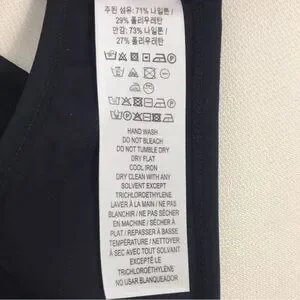 주된 섬유: 71% 나일론 /
29% 폴리우레탄
안감: 73% 나일론 /
27% 폴리우레탄
HAND WASH
DO NOT BLEACH
DO NOT TUMBLE DRY
DRY FLAT
COOL IRON
DRY CLEAN WITH ANY
SOLVENT EXCEPT
TRICHLOROETHYLENE
LAVER À LA MAIN / NE PAS
BLANCHIR / NE PAS SÉCHER
EN MACHINE / SÉCHER À
PLAT / REPASSER À BASSE
TEMPÉRATURE / NETTOYER
À SEC AVEC TOUT SOLVANT
EXCEPTÉ LE
TRICHLOROÉTHYLÈNE
NO USAR BLANQUEADOR